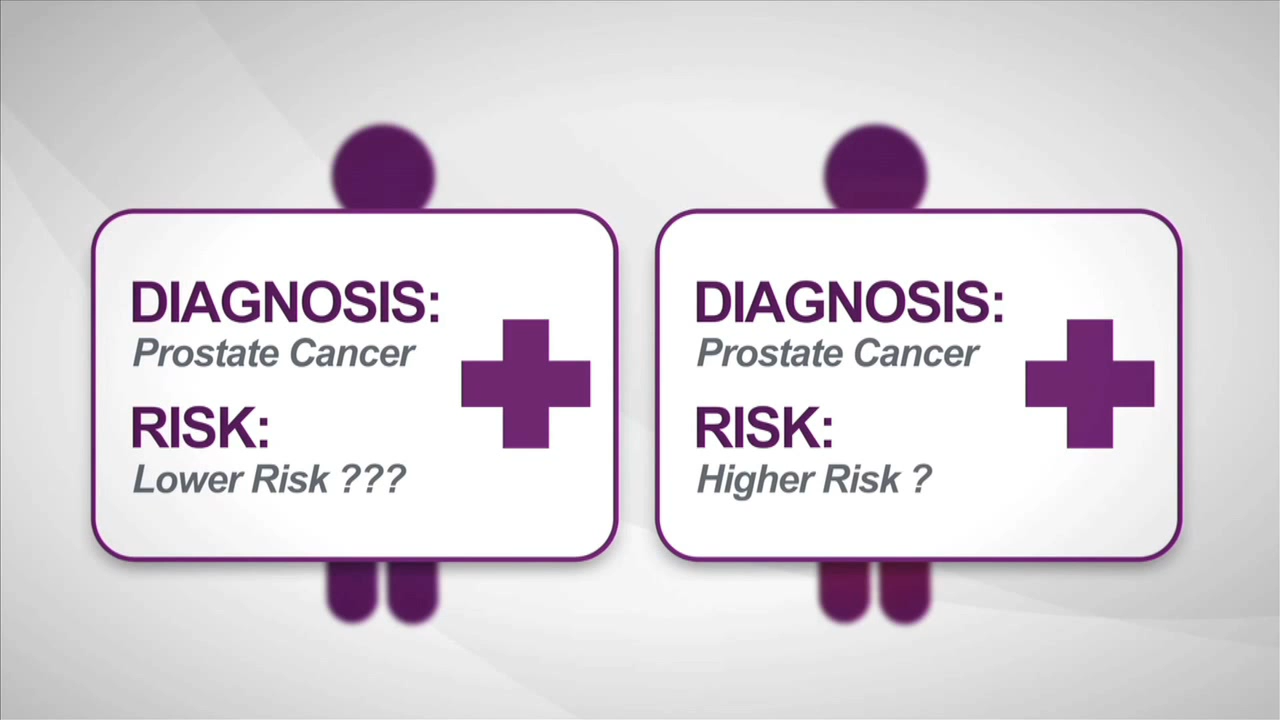 DIAGNOSIS:
Prostate Cancer
RISK:
Lower Risk ???
DIAGNOSIS:
Prostate Cancer
RISK:
Higher Risk ?